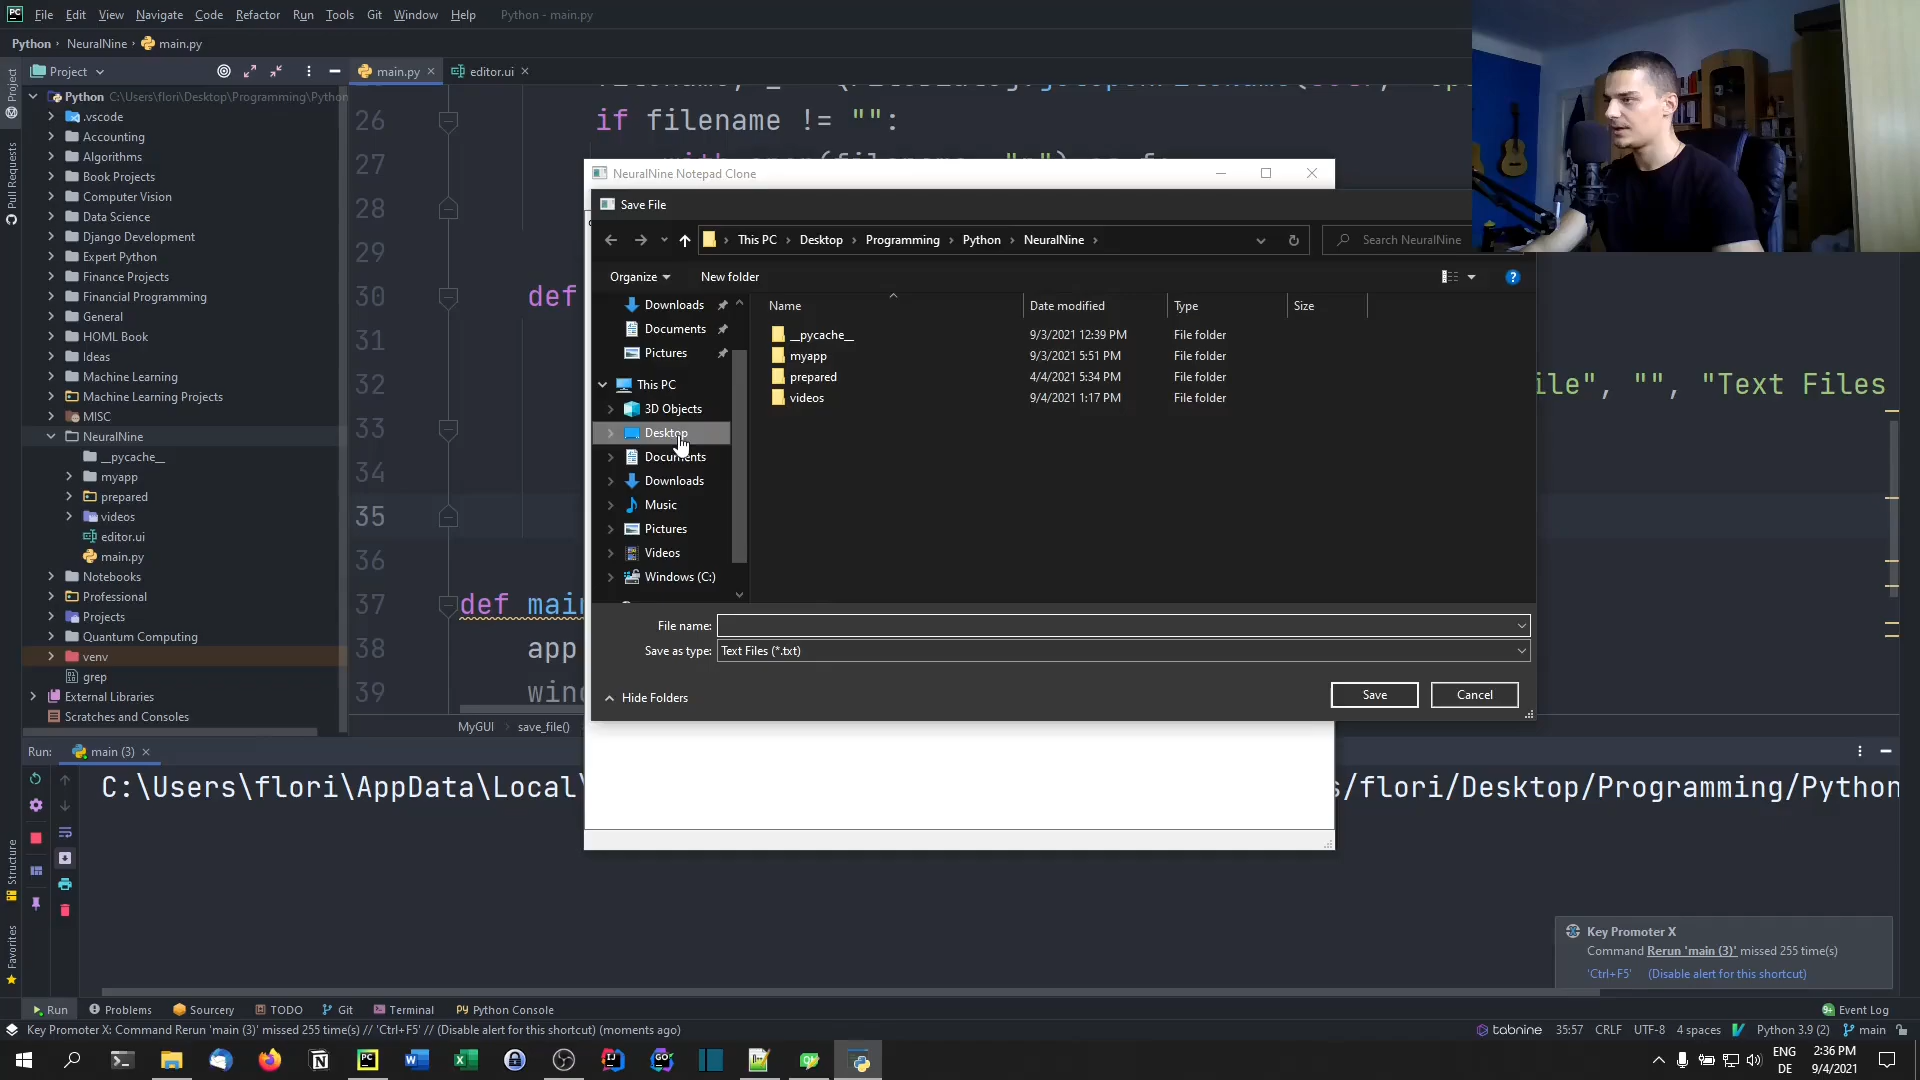 File Edit View Navigate Code Refactor Run Tools Git Window Help Python - main.py
Python NeuralNine main.py
Project main.py editor.ui
Project
Pull Requests
Structure
Favorites
Python C:\Users\flori\Desktop\Programming\Python
.vscode
Accounting
Algorithms
Book Projects
Computer Vision
Data Science
Django Development
Expert Python
Finance Projects
Financial Programming
General
HOML Book
Ideas
Machine Learning
Machine Learning Projects
MISC
NeuralNine
__pycache__
myapp
prepared
videos
editor.ui
main.py
Notebooks
Professional
Projects
Quantum Computing
venv
grep
External Libraries
Scratches and Consoles
26 if filename != "":
27
28
29
30 def
31
32 ile", "", "Text Files
33
34
35
36
37 def main
38 app
39 wind
MyGUI save_file()
NeuralNine Notepad Clone
Save File
This PC Desktop Programming Python NeuralNine Search NeuralNine
Organize New folder
Downloads
Documents
Pictures
This PC
3D Objects
Desktop
Documents
Downloads
Music
Pictures
Videos
Windows (C:)
Name Date modified Type Size
__pycache__ 9/3/2021 12:39 PM File folder
myapp 9/3/2021 5:51 PM File folder
prepared 4/4/2021 5:34 PM File folder
videos 9/4/2021 1:17 PM File folder
File name:
Save as type: Text Files (*.txt)
Hide Folders Save Cancel
Run: main (3)
C:\Users\flori\AppData\Local\ s/flori/Desktop/Programming/Python
Key Promoter X
Command Rerun 'main (3)' missed 255 time(s)
'Ctrl+F5' (Disable alert for this shortcut)
Run Problems Sourcery TODO Git Terminal Python Console Event Log
Key Promoter X: Command Rerun 'main (3)' missed 255 time(s) // 'Ctrl+F5' // (Disable alert for this shortcut) (moments ago) tabnine 35:57 CRLF UTF-8 4 spaces Python 3.9 (2) main
ENG 2:36 PM
DE 9/4/2021